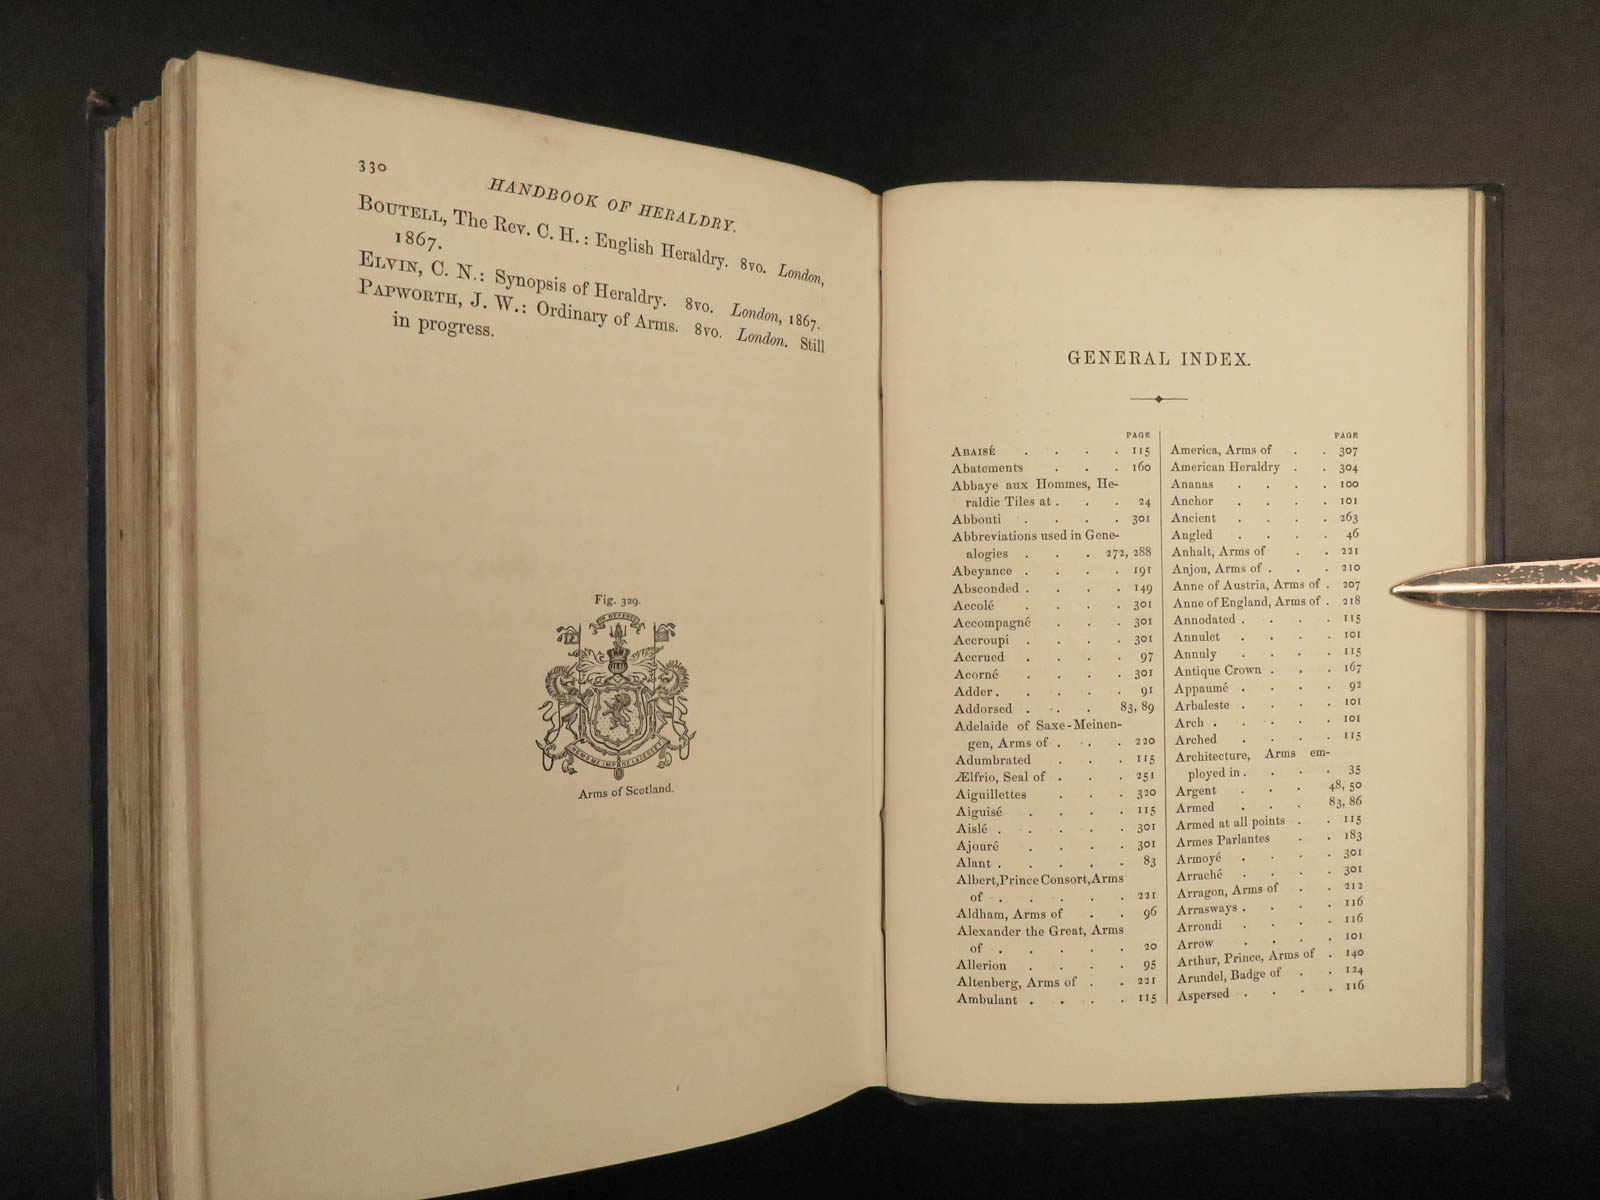 330
HANDBOOK OF HERALDRY.
BOUTELL, The Rev. C. H.: English Heraldry. 8vo. London,
1867.
ELVIN, C. N.: Synopsis of Heraldry. 8vo. London, 1867.
PAPWORTH, J. W.: Ordinary of Arms. 8vo. London. Still
in progress.
Fig. 329.
IN DEFENCE
NEMO ME IMPUNE LACESSET
Arms of Scotland.
GENERAL INDEX.
PAGE
ABAISÉ . . . . 115
Abatements . . . 160
Abbaye aux Hommes, He-
raldic Tiles at . . . 24
Abbouti . . . . 301
Abbreviations used in Gene-
alogies . . . 272, 288
Abeyance . . . . 191
Absconded . . . . 149
Accolé . . . . 301
Accompagné . . . 301
Accroupi . . . . 301
Accrued . . . . 97
Acorné . . . . 301
Adder . . . . . 91
Addorsed . . . 83, 89
Adelaide of Saxe-Meinen-
gen, Arms of . . . 220
Adumbrated . . . 115
Ælfrio, Seal of . . . 251
Aiguillettes . . . 320
Aiguisé . . . . 115
Aislé . . . . . 301
Ajouré . . . . 301
Alant . . . . . 83
Albert, Prince Consort, Arms
of . . . . . 221
Aldham, Arms of . . 96
Alexander the Great, Arms
of . . . . . 20
Allerion . . . . 95
Altenberg, Arms of . . 221
Ambulant . . . . 115
PAGE
America, Arms of . . 307
American Heraldry . . 304
Ananas . . . . 100
Anchor . . . . 101
Ancient . . . . 263
Angled . . . . 46
Anhalt, Arms of . . 221
Anjou, Arms of . . . 210
Anne of Austria, Arms of . 207
Anne of England, Arms of . 218
Annodated . . . . 115
Annulet . . . . 101
Annuly . . . . 115
Antique Crown . . . 167
Appaumé . . . . 92
Arbaleste . . . . 101
Arch . . . . . 101
Arched . . . . 115
Architecture, Arms em-
ployed in . . . . 35
Argent . . . 48, 50
Armed . . . 83, 86
Armed at all points . . 115
Armes Parlantes . . 183
Armoyé . . . . 301
Arraché . . . . 301
Arragon, Arms of . . 212
Arrasways . . . . 116
Arrondi . . . . 116
Arrow . . . . 101
Arthur, Prince, Arms of . 140
Arundel, Badge of . . 124
Aspersed . . . . 116